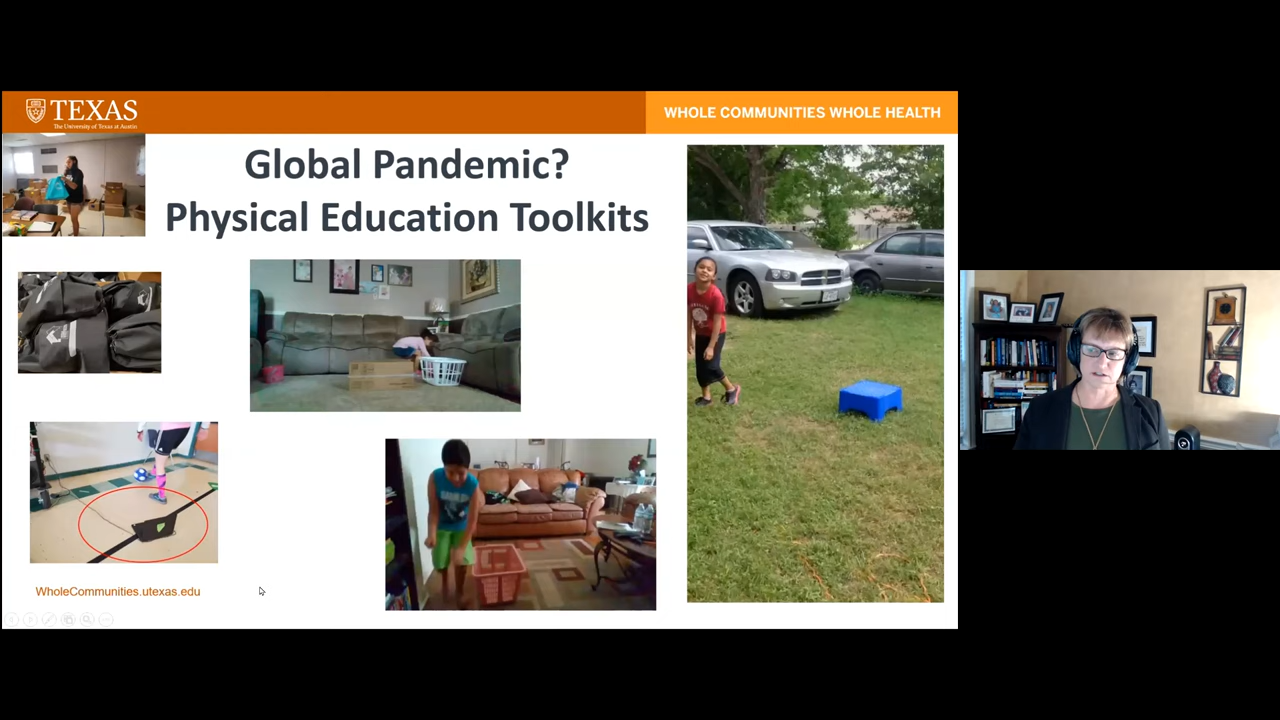 TEXAS
The University of Texas at Austin
WHOLE COMMUNITIES WHOLE HEALTH
Global Pandemic?
Physical Education Toolkits
WholeCommunities.utexas.edu